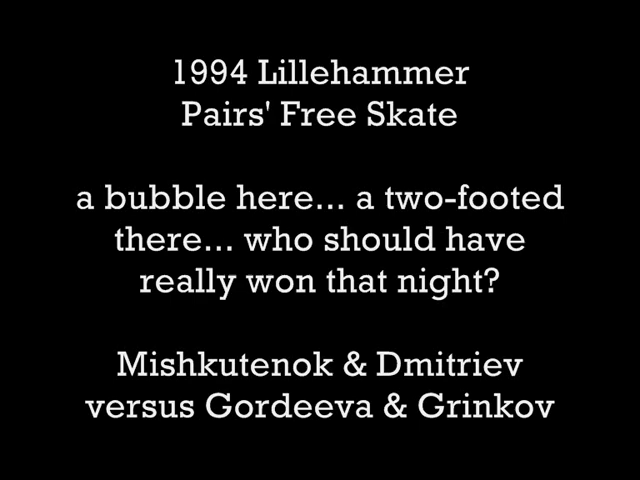 1994 Lillehammer
Pairs' Free Skate
a bubble here... a two-footed
there... who should have
really won that night?
Mishkutenok & Dmitriev
versus Gordeeva & Grinkov